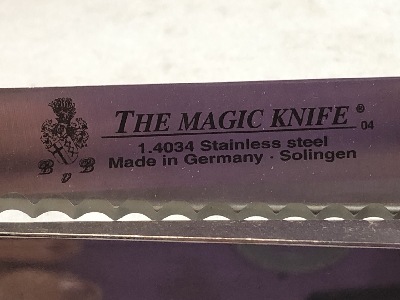 THE MAGIC KNIFE ® 04
1.4034 Stainless steel
Made in Germany · Solingen
B v B